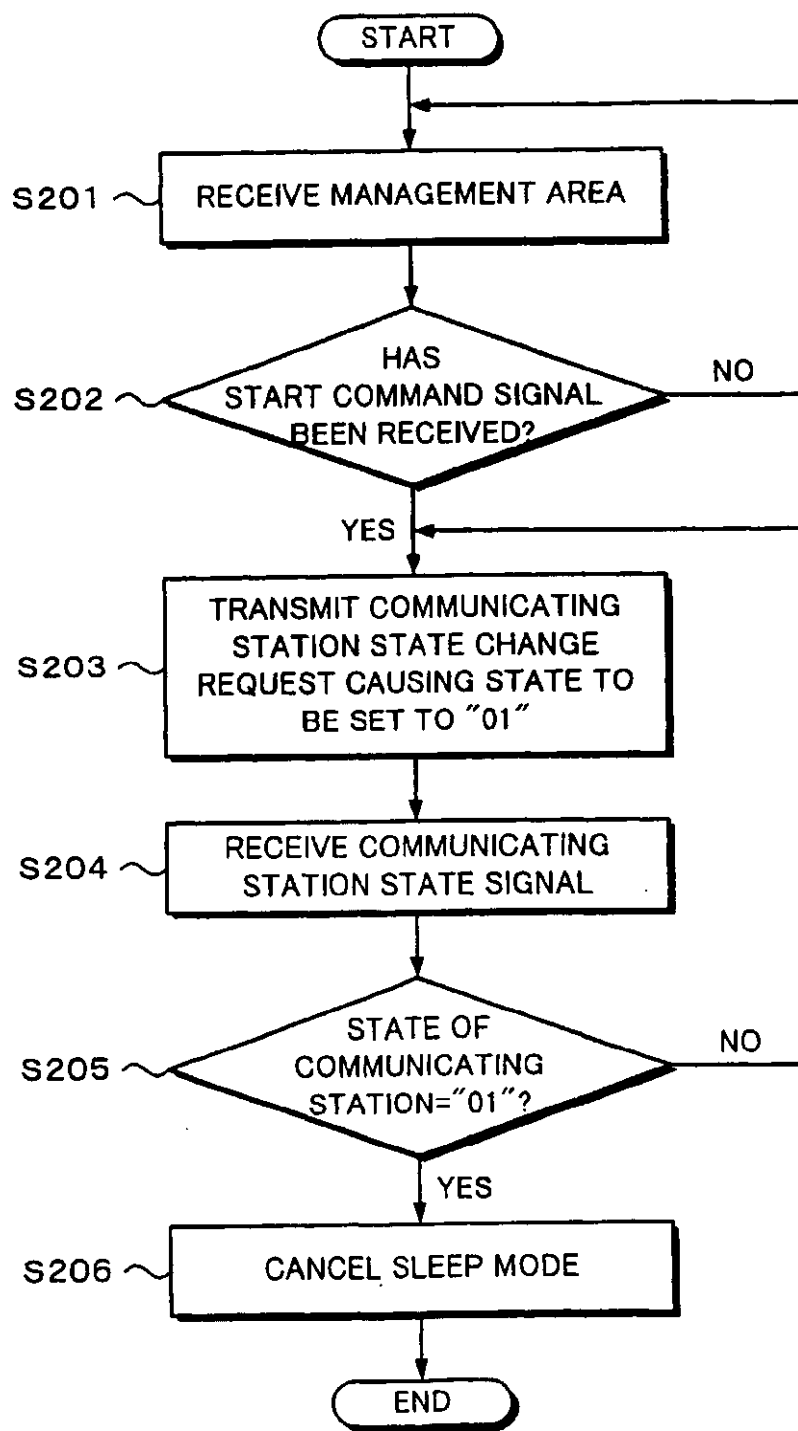 START
S201
RECEIVE MANAGEMENT AREA
S202
HAS
START COMMAND SIGNAL
BEEN RECEIVED?
NO
YES
S203
TRANSMIT COMMUNICATING
STATION STATE CHANGE
REQUEST CAUSING STATE TO
BE SET TO "01"
S204
RECEIVE COMMUNICATING
STATION STATE SIGNAL
S205
STATE OF
COMMUNICATING
STATION="01"?
NO
YES
S206
CANCEL SLEEP MODE
END